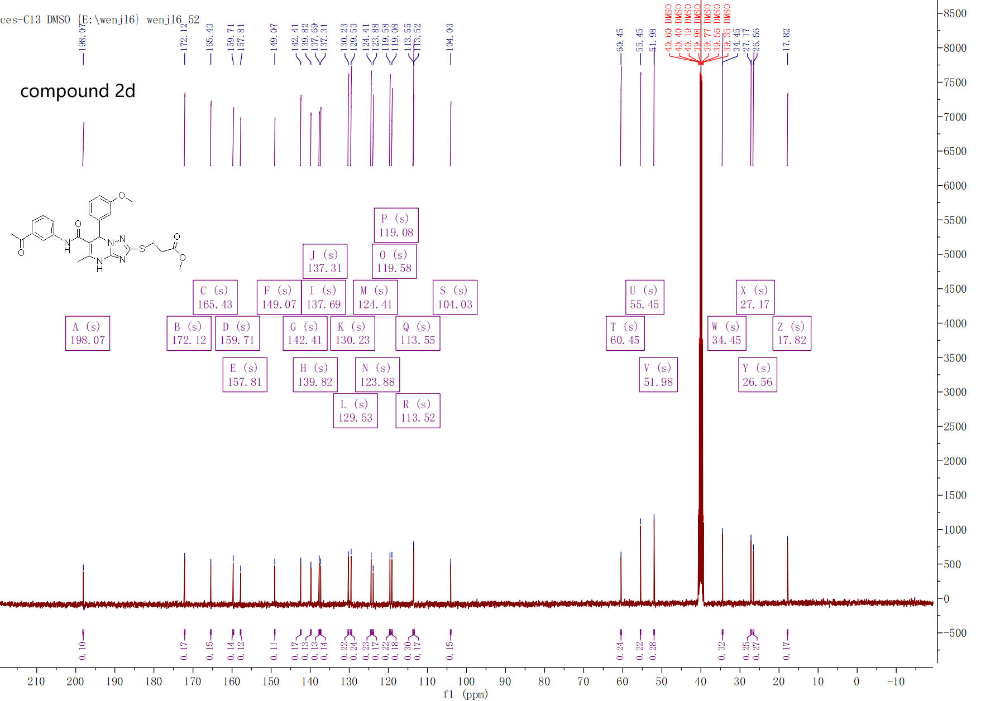 ces-C13 DMSO {E:\wenj16} wenj16_52
198.07
172.12
165.43
159.71
157.81
149.07
142.41
139.82
137.69
137.31
130.23
129.53
124.41
123.88
119.58
119.08
113.55
113.52
104.03
60.45
55.45
51.98
40.60 DMSO
40.40 DMSO
40.19 DMSO
39.98 DMSO
39.77 DMSO
39.56 DMSO
39.35 DMSO
34.45
27.17
26.56
17.82
compound 2d
O
O
N
H
N
N
N
N
H
S
O
O
O
P (s)
119.08
J (s)
137.31
O (s)
119.58
C (s)
165.43
F (s)
149.07
I (s)
137.69
M (s)
124.41
S (s)
104.03
U (s)
55.45
X (s)
27.17
A (s)
198.07
B (s)
172.12
D (s)
159.71
G (s)
142.41
K (s)
130.23
Q (s)
113.55
T (s)
60.45
W (s)
34.45
Z (s)
17.82
E (s)
157.81
H (s)
139.82
N (s)
123.88
V (s)
51.98
Y (s)
26.56
L (s)
129.53
R (s)
113.52
8500
8000
7500
7000
6500
6000
5500
5000
4500
4000
3500
3000
2500
2000
1500
1000
500
0
-500
0.10
0.17
0.15
0.14
0.12
0.11
0.17
0.13
0.13
0.14
0.22
0.24
0.23
0.17
0.22
0.18
0.30
0.17
0.15
0.24
0.22
0.28
0.32
0.25
0.27
0.17
210 200 190 180 170 160 150 140 130 120 110 100 90 80 70 60 50 40 30 20 10 0 -10
f1 (ppm)